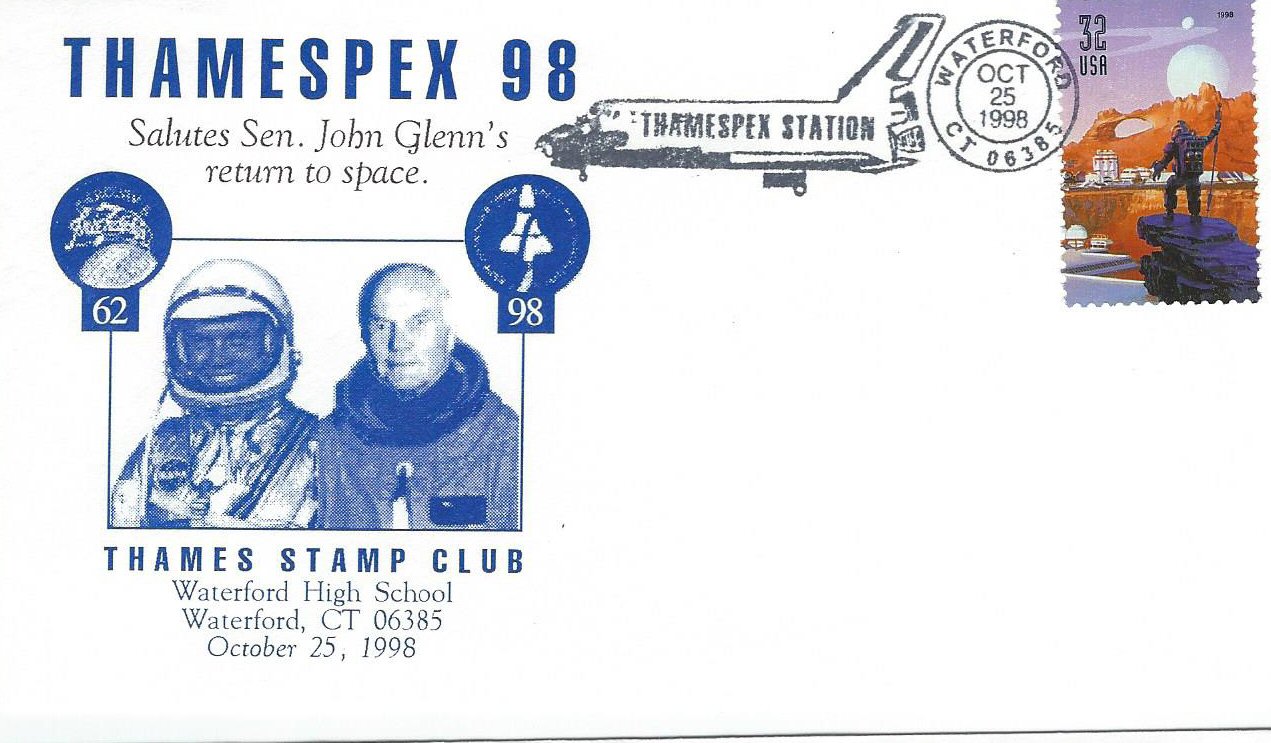 THAMESPEX 98
Salutes Sen. John Glenn's
return to space.
62
98
THAMES STAMP CLUB
Waterford High School
Waterford, CT 06385
October 25, 1998
THAMESPEX STATION
WATERFORD
OCT
25
1998
CT 06385
32
USA
1998